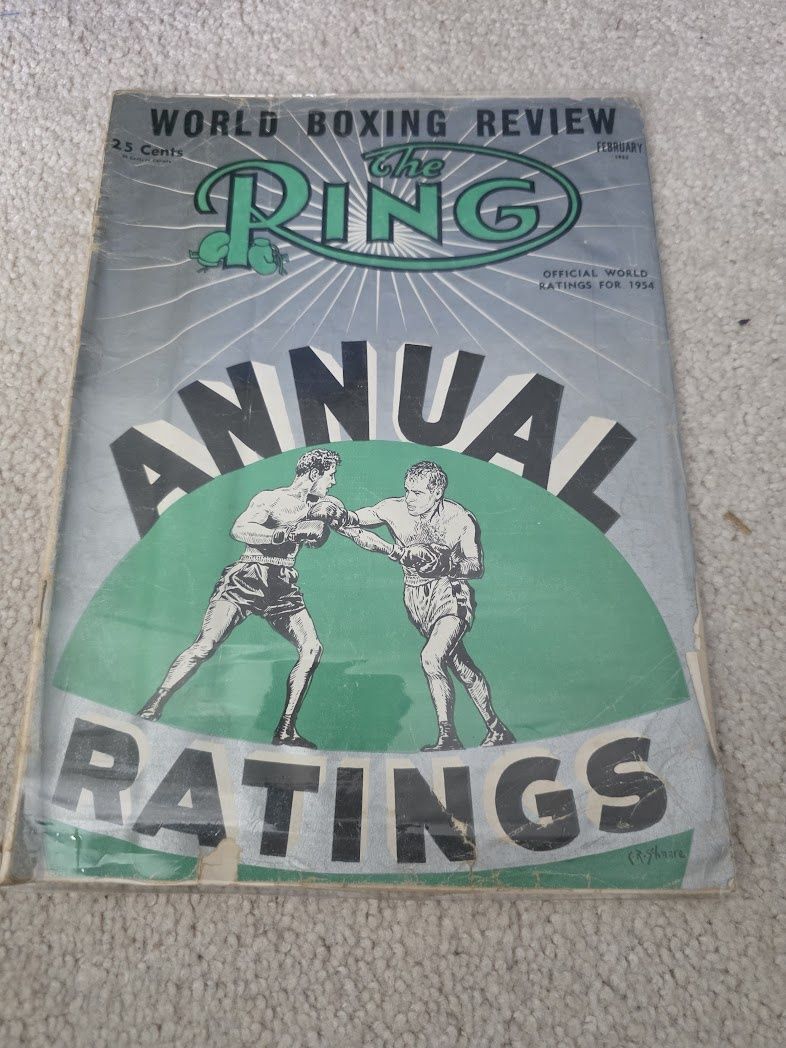 WORLD BOXING REVIEW
25 Cents
FEBRUARY
The
RING
OFFICIAL WORLD
RATINGS FOR 1954
ANNUAL
RATINGS